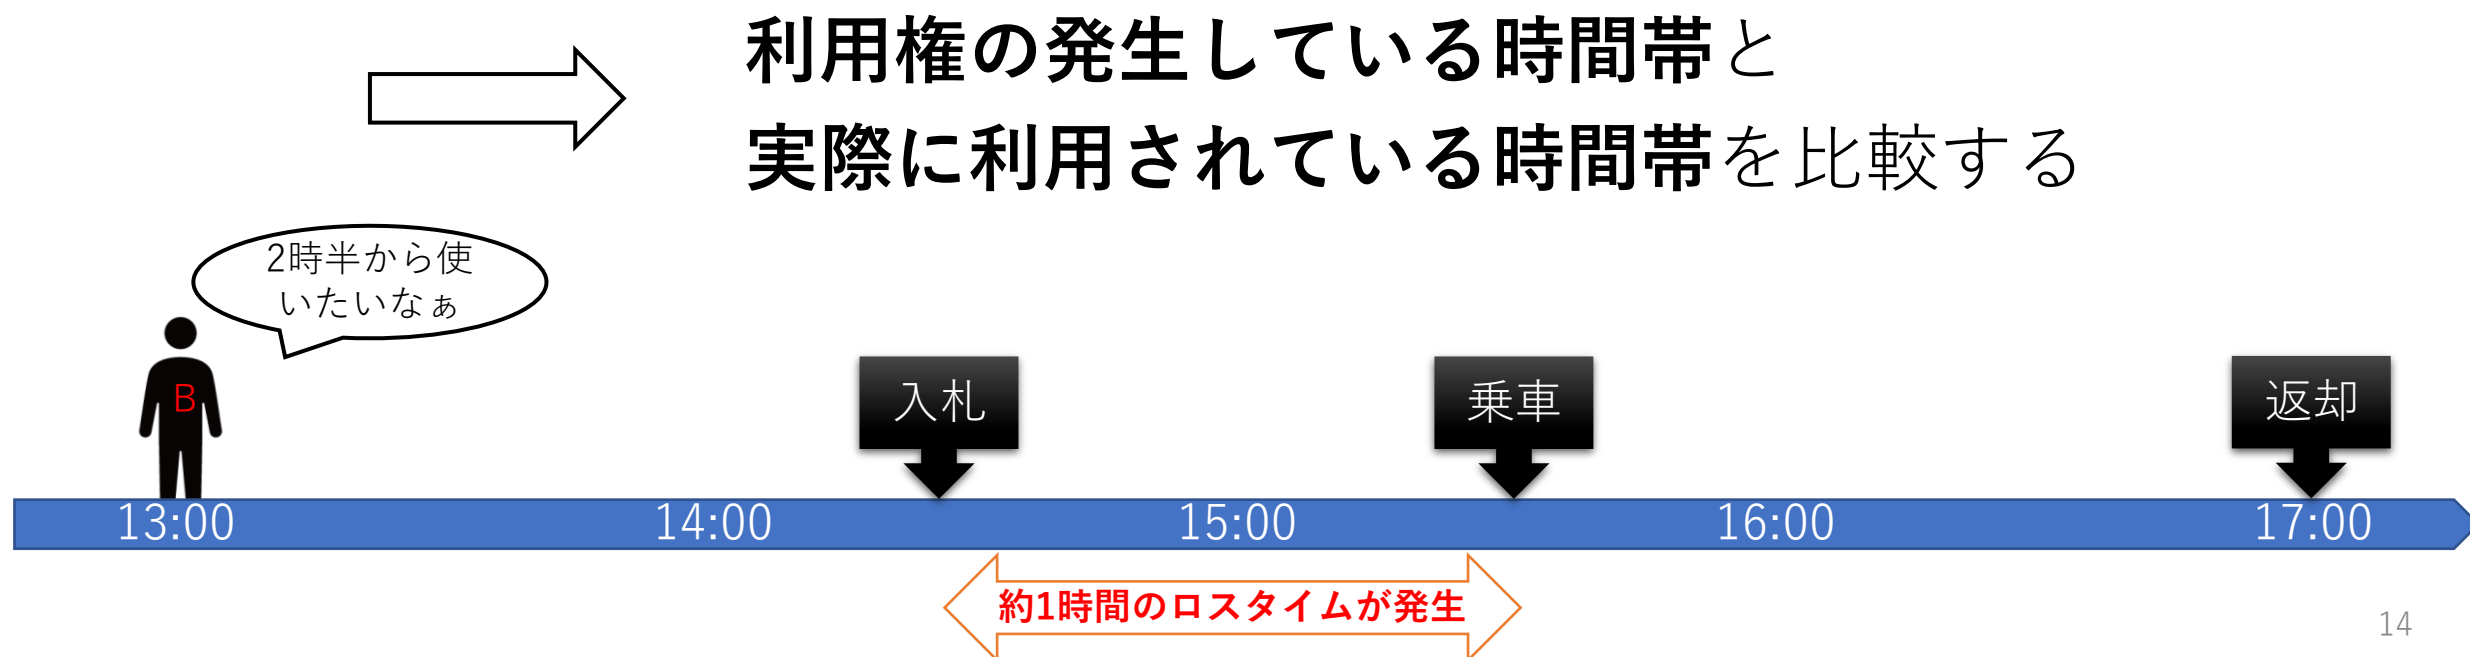 利用権の発生している時間帯と
実際に利用されている時間帯を比較する
2時半から使
いたいなぁ
B
入札
乗車
返却
13:00
14:00
15:00
16:00
17:00
約1時間のロスタイムが発生
14